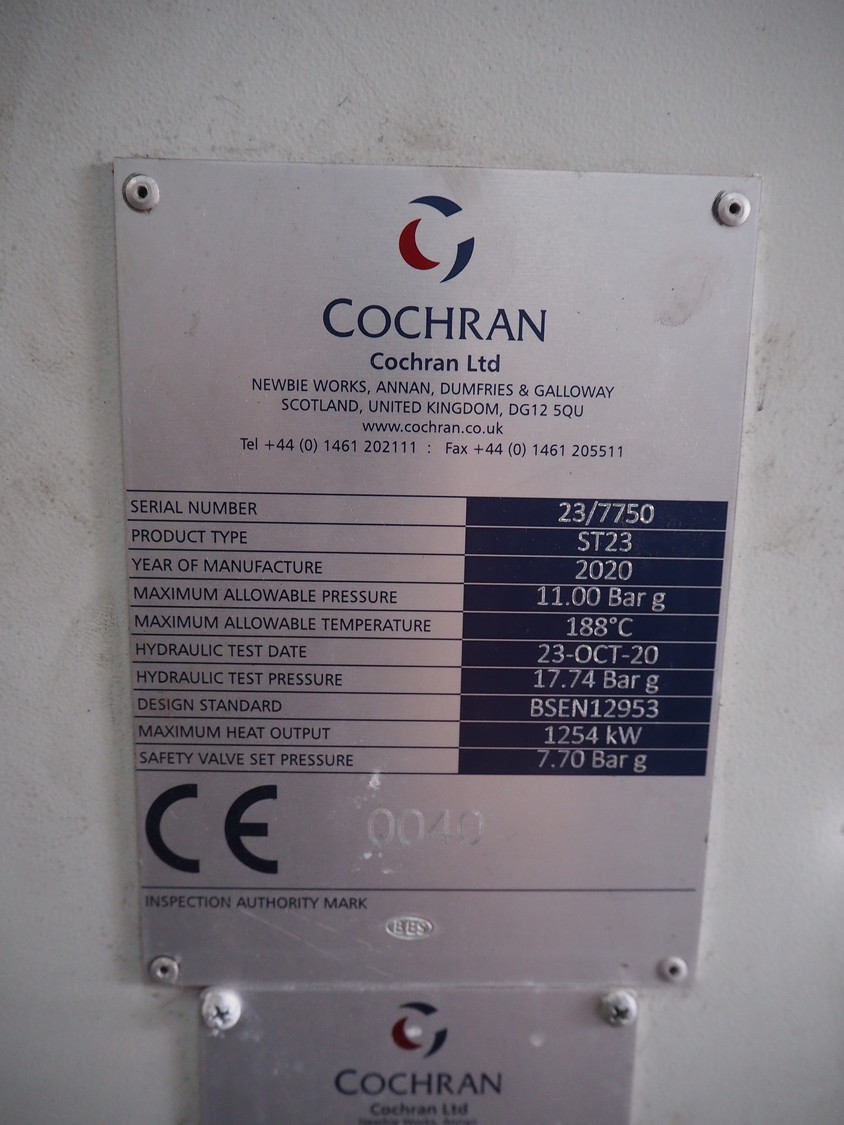 COCHRAN
Cochran Ltd
NEWBIE WORKS, ANNAN, DUMFRIES & GALLOWAY
SCOTLAND, UNITED KINGDOM, DG12 5QU
www.cochran.co.uk
Tel +44 (0) 1461 202111 : Fax +44 (0) 1461 205511
SERIAL NUMBER 23/7750
PRODUCT TYPE ST23
YEAR OF MANUFACTURE 2020
MAXIMUM ALLOWABLE PRESSURE 11.00 Bar g
MAXIMUM ALLOWABLE TEMPERATURE 188°C
HYDRAULIC TEST DATE 23-OCT-20
HYDRAULIC TEST PRESSURE 17.74 Bar g
DESIGN STANDARD BSEN12953
MAXIMUM HEAT OUTPUT 1254 kW
SAFETY VALVE SET PRESSURE 7.70 Bar g
CE 0040
INSPECTION AUTHORITY MARK
BES
COCHRAN
Cochran Ltd
Newbie Works, Annan,